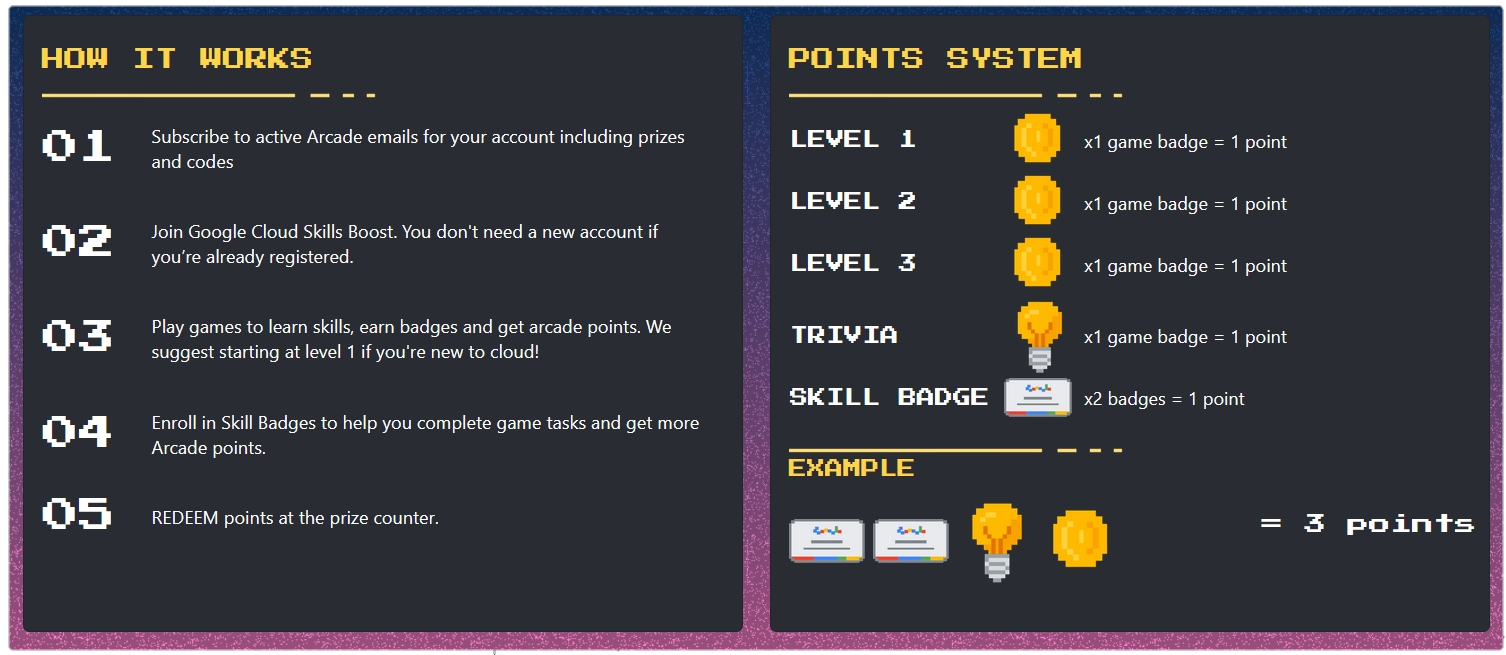 HOW IT WORKS
01
Subscribe to active Arcade emails for your account including prizes
and codes
02
Join Google Cloud Skills Boost. You don't need a new account if
you’re already registered.
03
Play games to learn skills, earn badges and get arcade points. We
suggest starting at level 1 if you're new to cloud!
04
Enroll in Skill Badges to help you complete game tasks and get more
Arcade points.
05
REDEEM points at the prize counter.
POINTS SYSTEM
LEVEL 1 x1 game badge = 1 point
LEVEL 2 x1 game badge = 1 point
LEVEL 3 x1 game badge = 1 point
TRIVIA x1 game badge = 1 point
SKILL BADGE x2 badges = 1 point
EXAMPLE
= 3 points